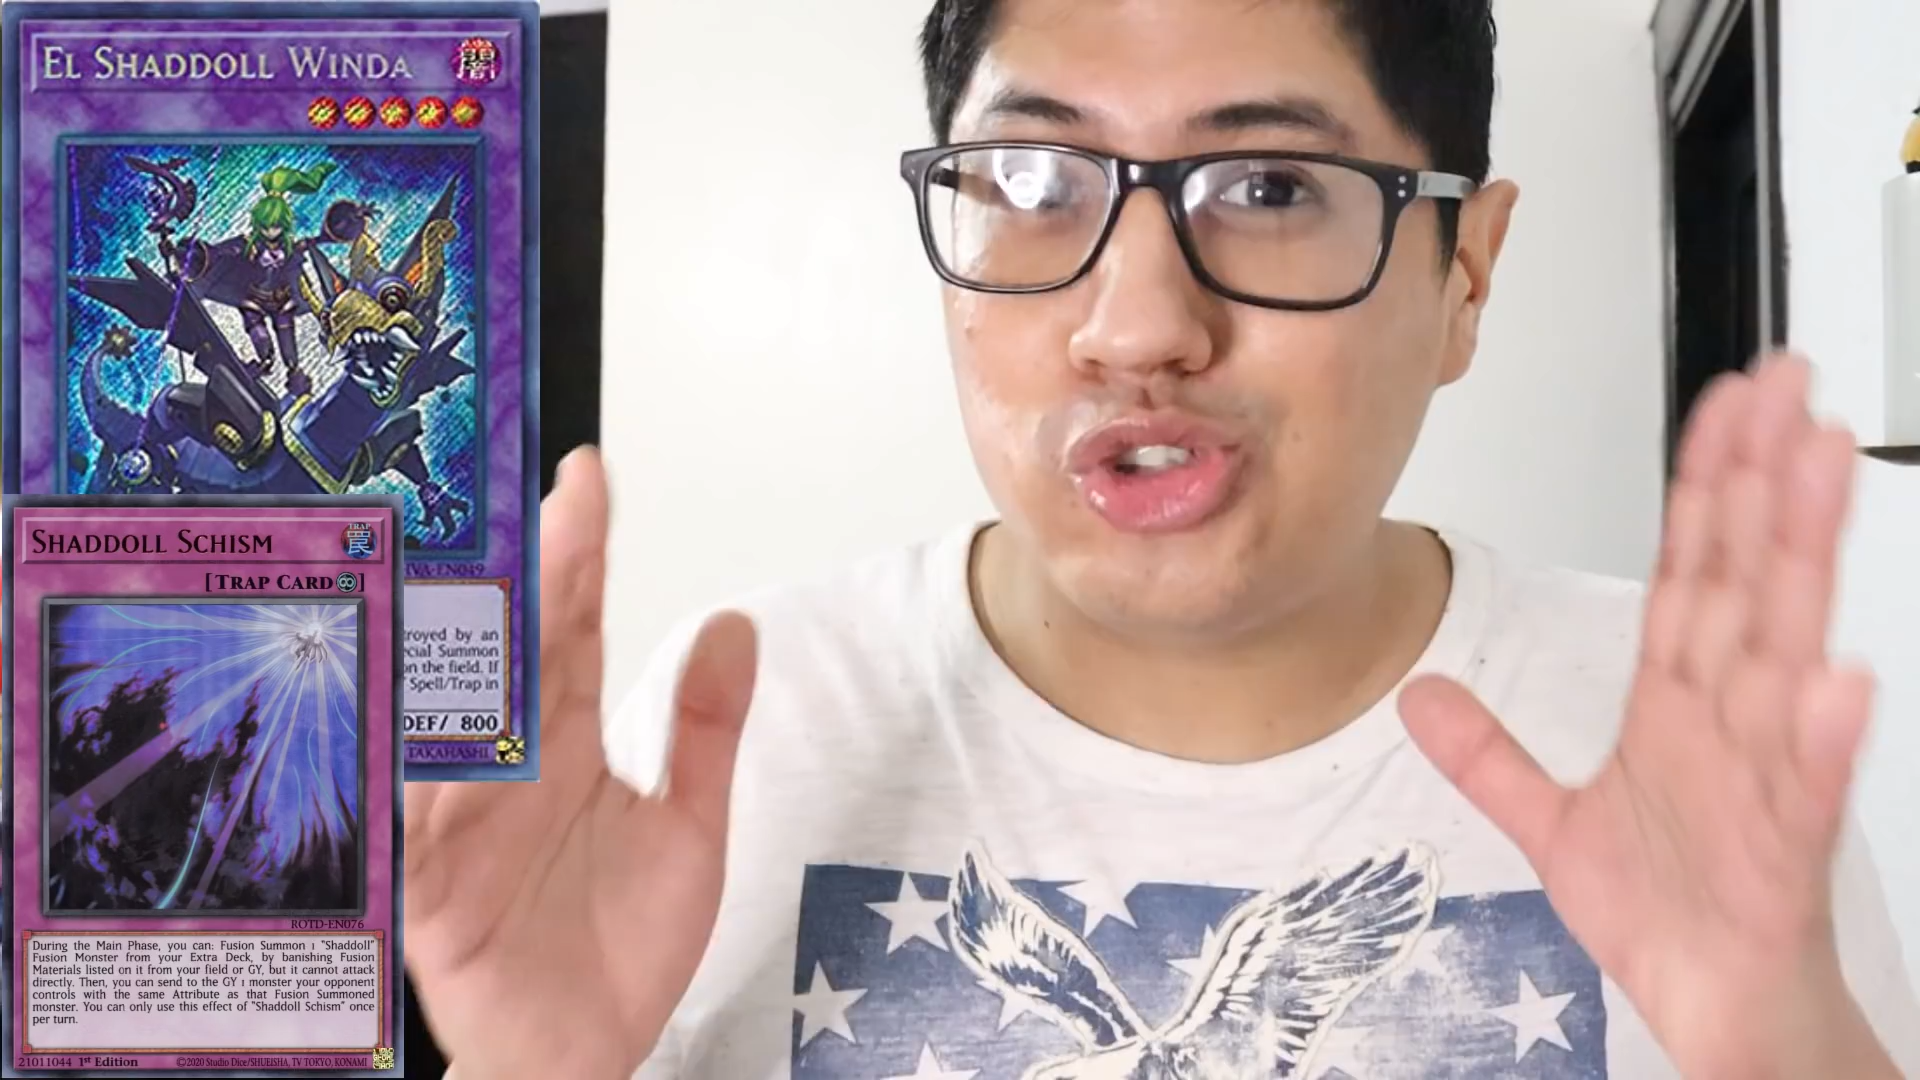 EL SHADDOLL WINDA
IVA-EN049
troyed by an
ecial Summon
on the field. If
Spell/Trap in
DEF/ 800
TAKAHASHI
SHADDOLL SCHISM
TRAP
罠
[TRAP CARD]
ROTD-EN076
During the Main Phase, you can: Fusion Summon 1 "Shaddoll"
Fusion Monster from your Extra Deck, by banishing Fusion
Materials listed on it from your field or GY, but it cannot attack
directly. Then, you can send to the GY 1 monster your opponent
controls with the same Attribute as that Fusion Summoned
monster. You can only use this effect of "Shaddoll Schism" once
per turn.
21011044 1st Edition ©2020 Studio Dice/SHUEISHA, TV TOKYO, KONAMI